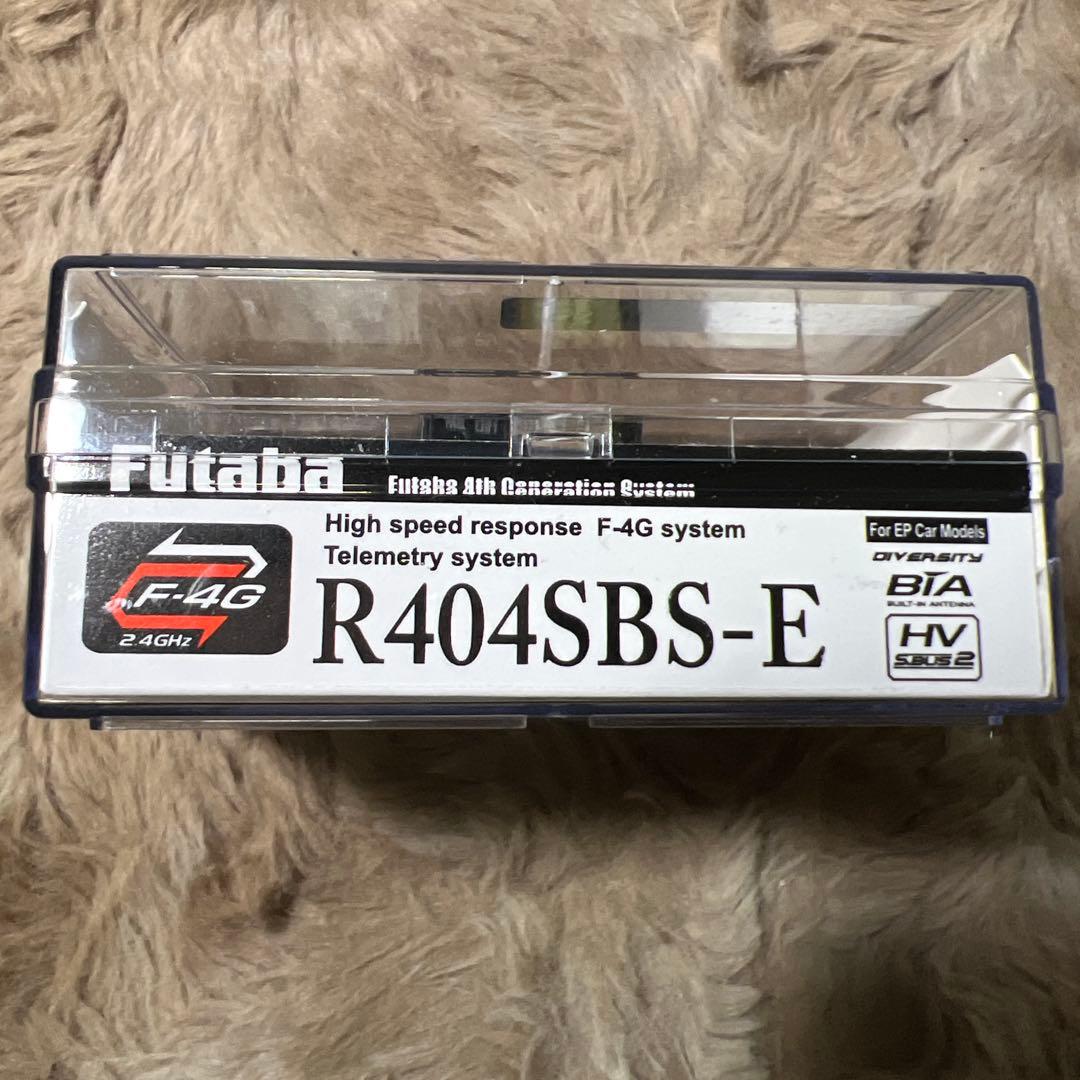 Futaba
Futaba 4th Generation System
High speed response F-4G system
Telemetry system
R404SBS-E
F-4G
2.4GHz
For EP Car Models
DIVERSITY
BIA
BUILT-IN ANTENNA
HV
S.BUS2